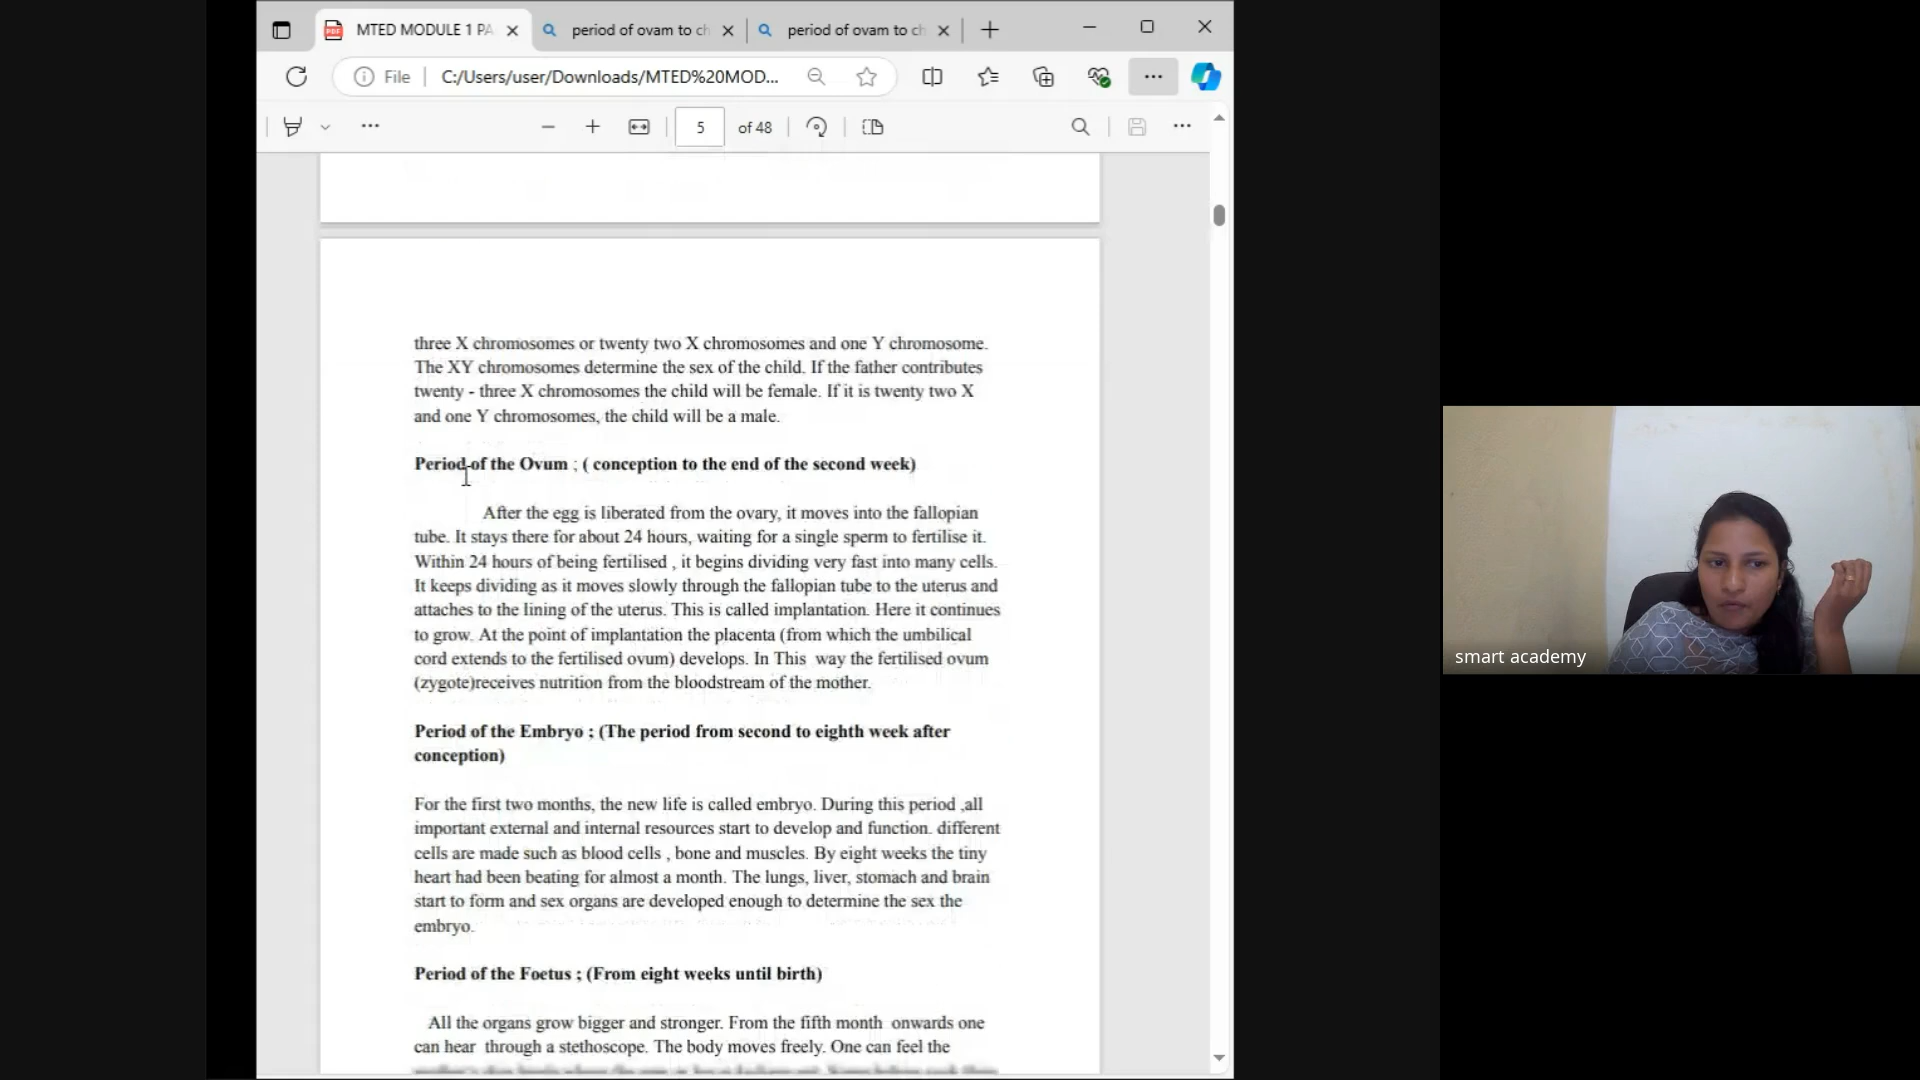 MTED MODULE 1 PA
period of ovam to ch
period of ovam to ch
File
C:/Users/user/Downloads/MTED%20MOD...
5 of 48
three X chromosomes or twenty two X chromosomes and one Y chromosome.
The XY chromosomes determine the sex of the child. If the father contributes
twenty - three X chromosomes the child will be female. If it is twenty two X
and one Y chromosomes, the child will be a male.
Period of the Ovum ; ( conception to the end of the second week)
After the egg is liberated from the ovary, it moves into the fallopian
tube. It stays there for about 24 hours, waiting for a single sperm to fertilise it.
Within 24 hours of being fertilised , it begins dividing very fast into many cells.
It keeps dividing as it moves slowly through the fallopian tube to the uterus and
attaches to the lining of the uterus. This is called implantation. Here it continues
to grow. At the point of implantation the placenta (from which the umbilical
cord extends to the fertilised ovum) develops. In This way the fertilised ovum
(zygote)receives nutrition from the bloodstream of the mother.
Period of the Embryo ; (The period from second to eighth week after
conception)
For the first two months, the new life is called embryo. During this period ,all
important external and internal resources start to develop and function. different
cells are made such as blood cells , bone and muscles. By eight weeks the tiny
heart had been beating for almost a month. The lungs, liver, stomach and brain
start to form and sex organs are developed enough to determine the sex the
embryo.
Period of the Foetus ; (From eight weeks until birth)
All the organs grow bigger and stronger. From the fifth month onwards one
can hear through a stethoscope. The body moves freely. One can feel the
smart academy